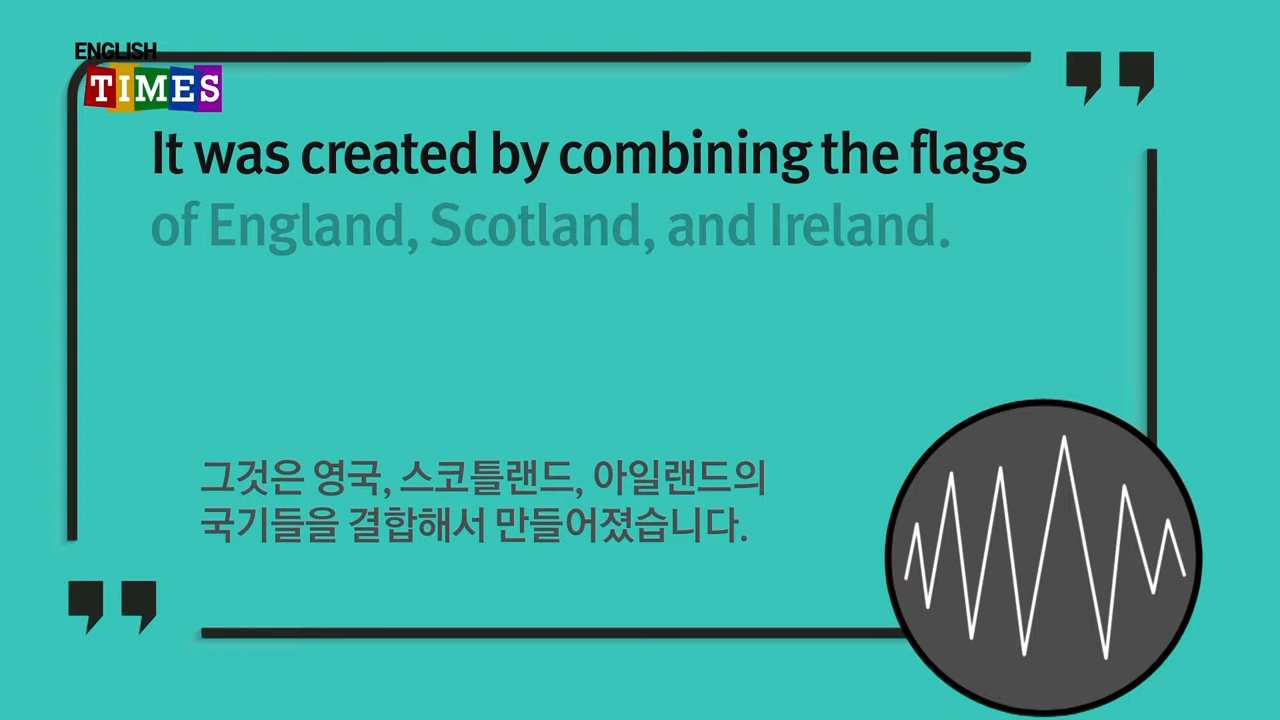 ENGLISH
TIMES
It was created by combining the flags
of England, Scotland, and Ireland.
그것은 영국, 스코틀랜드, 아일랜드의
국기들을 결합해서 만들어졌습니다.